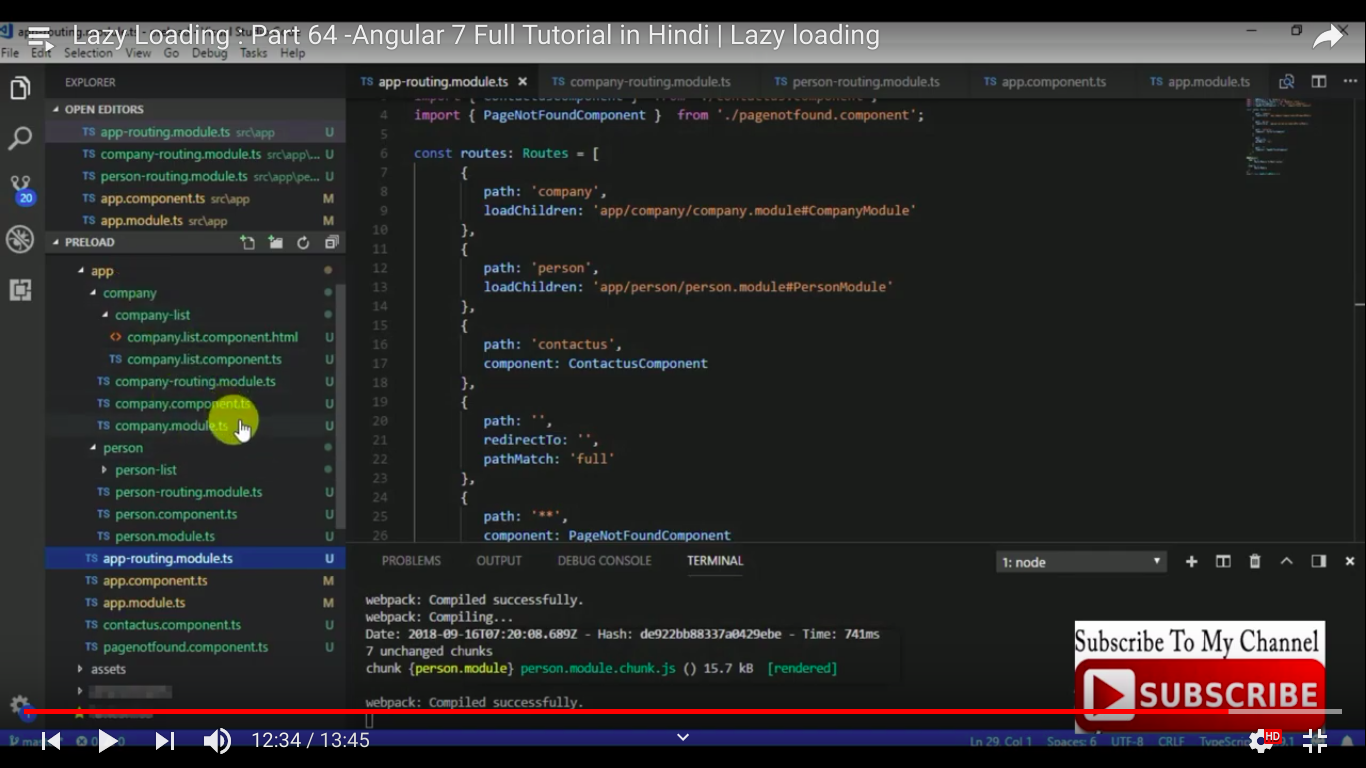 Lazy Loading : Part 64 -Angular 7 Full Tutorial in Hindi | Lazy loading
File Edit Selection View Go Debug Tasks Help
EXPLORER
OPEN EDITORS
TS app-routing.module.ts src\app U
TS company-routing.module.ts src\app\... U
TS person-routing.module.ts src\app\pe... U
TS app.component.ts src\app M
TS app.module.ts src\app M
20
PRELOAD
app
company
company-list
<> company.list.component.html U
TS company.list.component.ts U
TS company-routing.module.ts U
TS company.component.ts U
TS company.module.ts U
person
person-list
TS person-routing.module.ts U
TS person.component.ts U
TS person.module.ts U
TS app-routing.module.ts U
TS app.component.ts M
TS app.module.ts M
TS contactus.component.ts U
TS pagenotfound.component.ts U
assets
TS app-routing.module.ts × TS company-routing.module.ts TS person-routing.module.ts TS app.component.ts TS app.module.ts
import { ContactusComponent } from './contactus.component';
4 import { PageNotFoundComponent } from './pagenotfound.component';
5
6 const routes: Routes = [
7 {
8 path: 'company',
9 loadChildren: 'app/company/company.module#CompanyModule'
10 },
11 {
12 path: 'person',
13 loadChildren: 'app/person/person.module#PersonModule'
14 },
15 {
16 path: 'contactus',
17 component: ContactusComponent
18 },
19 {
20 path: '',
21 redirectTo: '',
22 pathMatch: 'full'
23 },
24 {
25 path: '**',
26 component: PageNotFoundComponent
PROBLEMS OUTPUT DEBUG CONSOLE TERMINAL 1: node
webpack: Compiled successfully.
webpack: Compiling...
Date: 2018-09-16T07:20:08.689Z - Hash: de922bb88337a0429ebe - Time: 741ms
7 unchanged chunks
chunk {person.module} person.module.chunk.js () 15.7 kB [rendered]
webpack: Compiled successfully.
Subscribe To My Channel
SUBSCRIBE
12:34 / 13:45
HD
Ln 29, Col 1 Spaces: 6 UTF-8 CRLF